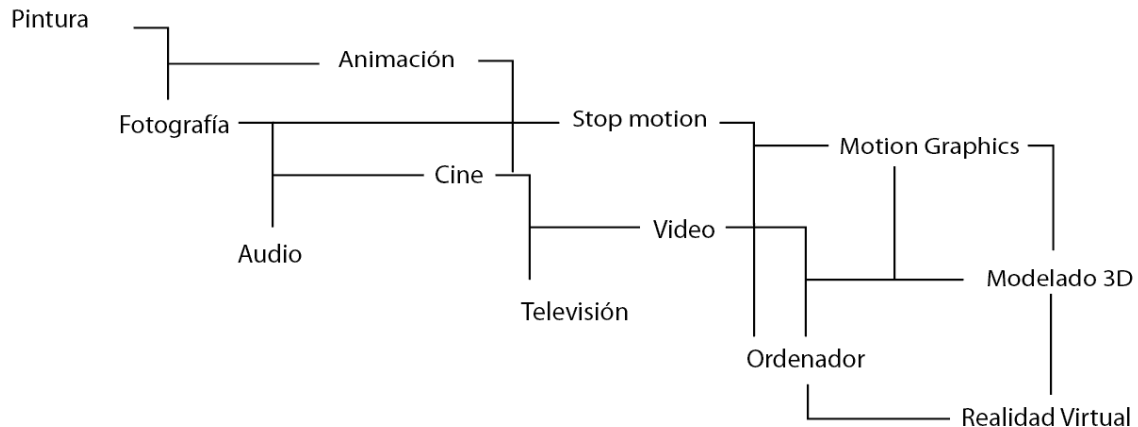 Pintura
Animación
Fotografía
Stop motion
Motion Graphics
Cine
Video
Audio
Modelado 3D
Televisión
Ordenador
Realidad Virtual